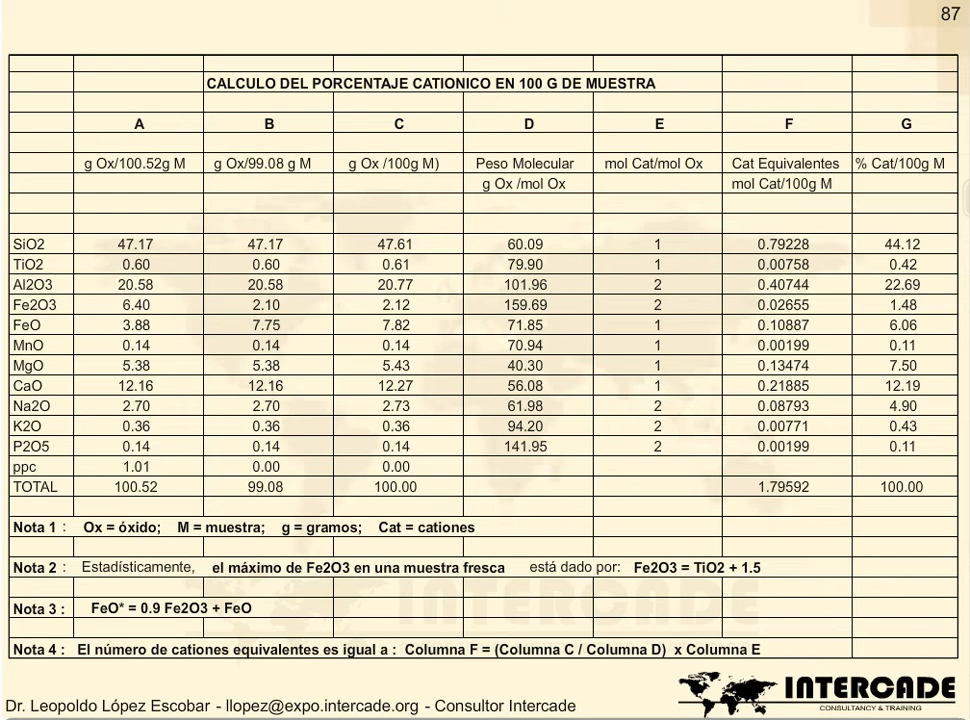 87
CALCULO DEL PORCENTAJE CATIONICO EN 100 G DE MUESTRA
A B C D E F G
g Ox/100.52g M g Ox/99.08 g M g Ox /100g M) Peso Molecular mol Cat/mol Ox Cat Equivalentes % Cat/100g M
g Ox /mol Ox mol Cat/100g M
SiO2 47.17 47.17 47.61 60.09 1 0.79228 44.12
TiO2 0.60 0.60 0.61 79.90 1 0.00758 0.42
Al2O3 20.58 20.58 20.77 101.96 2 0.40744 22.69
Fe2O3 6.40 2.10 2.12 159.69 2 0.02655 1.48
FeO 3.88 7.75 7.82 71.85 1 0.10887 6.06
MnO 0.14 0.14 0.14 70.94 1 0.00199 0.11
MgO 5.38 5.38 5.43 40.30 1 0.13474 7.50
CaO 12.16 12.16 12.27 56.08 1 0.21885 12.19
Na2O 2.70 2.70 2.73 61.98 2 0.08793 4.90
K2O 0.36 0.36 0.36 94.20 2 0.00771 0.43
P2O5 0.14 0.14 0.14 141.95 2 0.00199 0.11
ppc 1.01 0.00 0.00
TOTAL 100.52 99.08 100.00 1.79592 100.00
Nota 1 : Ox = óxido; M = muestra; g = gramos; Cat = cationes
Nota 2 : Estadísticamente, el máximo de Fe2O3 en una muestra fresca está dado por: Fe2O3 = TiO2 + 1.5
Nota 3 : FeO* = 0.9 Fe2O3 + FeO
Nota 4 : El número de cationes equivalentes es igual a : Columna F = (Columna C / Columna D) x Columna E
INTERCADE
CONSULTANCY & TRAINING
Dr. Leopoldo López Escobar - llopez@expo.intercade.org - Consultor Intercade
INTERCADE
CONSULTANCY & TRAINING